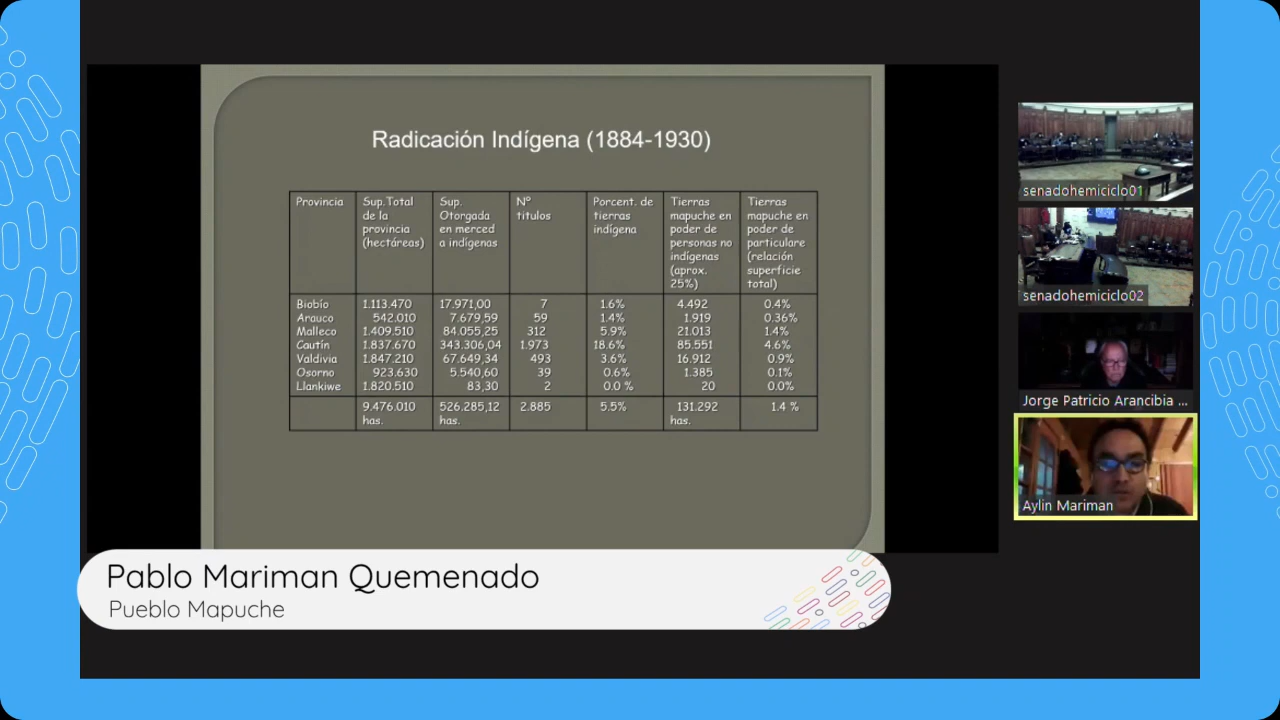 Radicación Indígena (1884-1930)
Provincia
Sup.Total
de la
provincia
(hectáreas)
Sup.
Otorgada
en merced
a indígenas
Nº
titulos
Porcent. de
tierras
indígena
Tierras
mapuche en
poder de
personas no
indígenas
(aprox.
25%)
Tierras
mapuche en
poder de
particulare
(relación
superficie
total)
Biobío 1.113.470 17.971,00 7 1.6% 4.492 0.4%
Arauco 542.010 7.679,59 59 1.4% 1.919 0.36%
Malleco 1.409.510 84.055,25 312 5.9% 21.013 1.4%
Cautín 1.837.670 343.306,04 1.973 18.6% 85.551 4.6%
Valdivia 1.847.210 67.649,34 493 3.6% 16.912 0.9%
Osorno 923.630 5.540,60 39 0.6% 1.385 0.1%
Llankiwe 1.820.510 83,30 2 0.0 % 20 0.0%
9.476.010 526.285,12 2.885 5.5% 131.292 1.4 %
has. has. has.
senadohemiciclo01
senadohemiciclo02
Jorge Patricio Arancibia ...
Aylin Mariman
Pablo Mariman Quemenado
Pueblo Mapuche